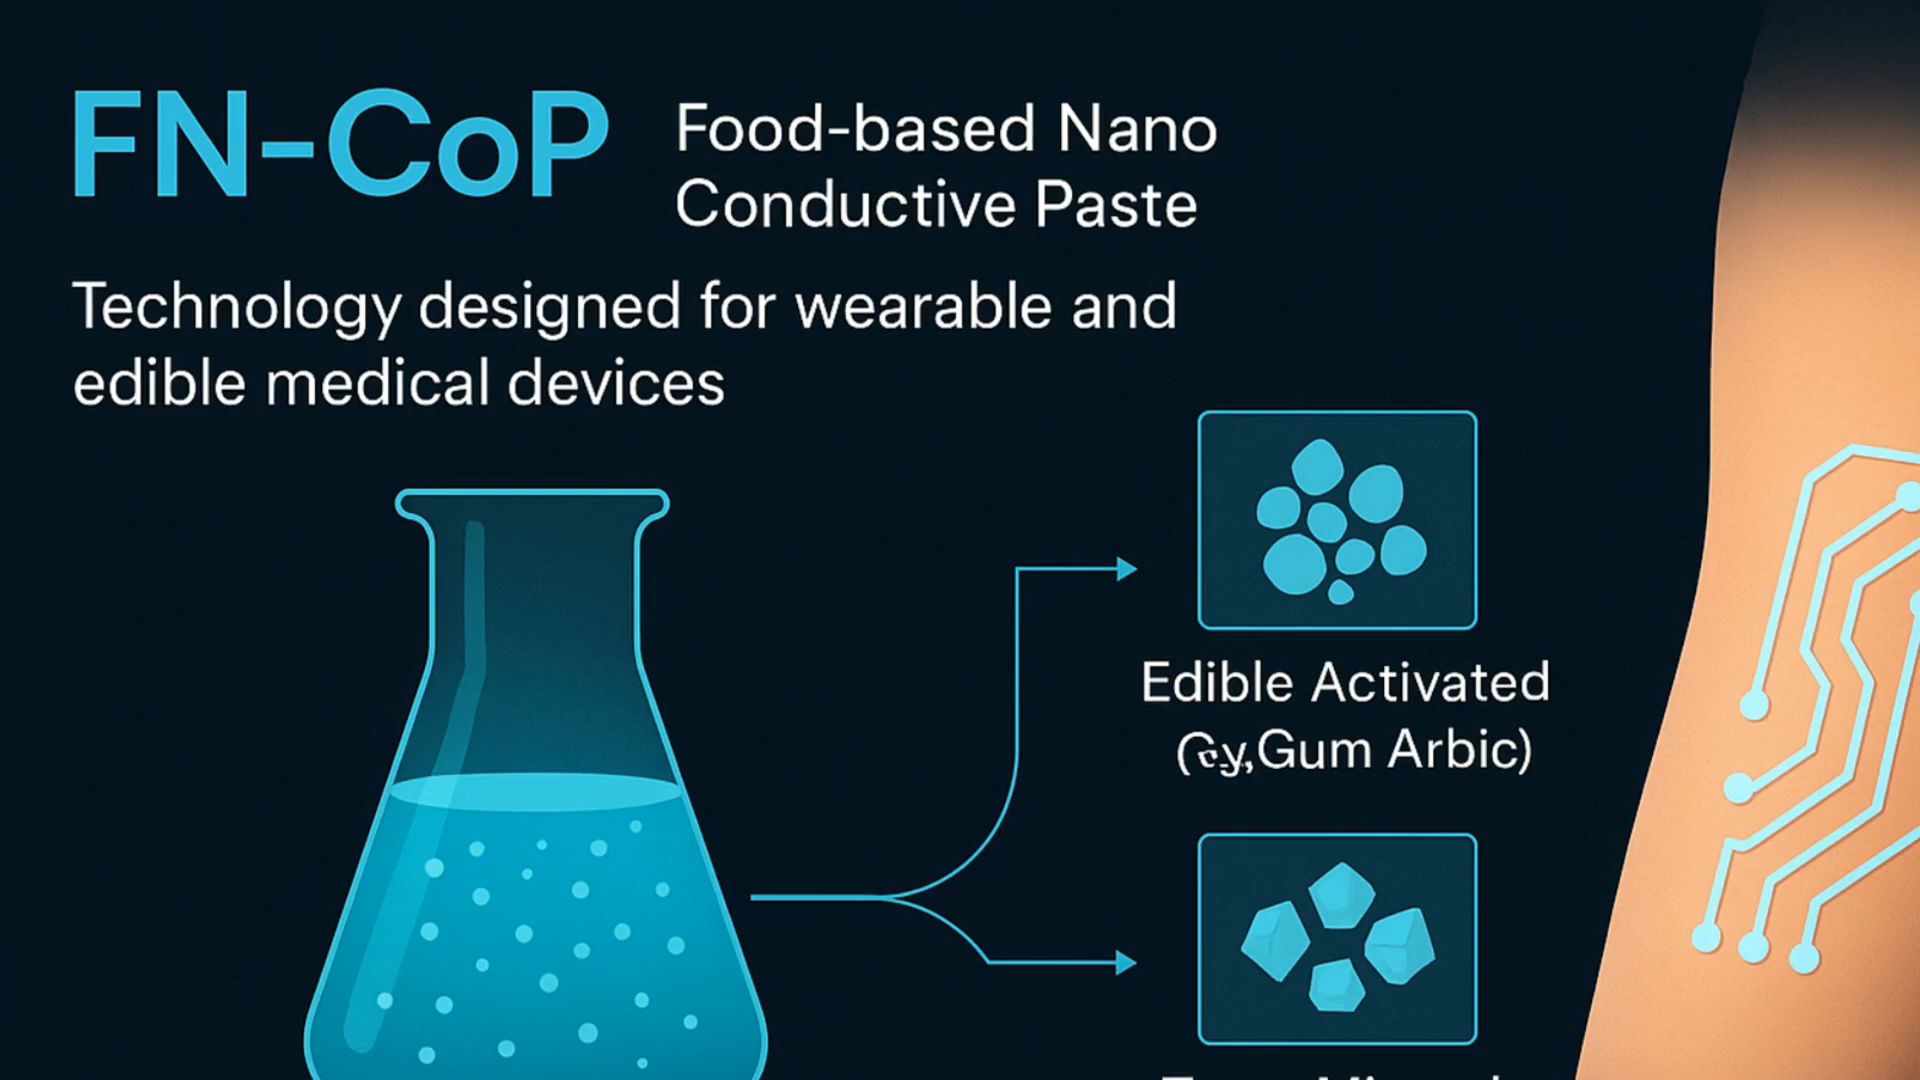 FN-CoP
Food-based Nano
Conductive Paste
Technology designed for wearable and
edible medical devices
Edible Activated
Gum Arbic)